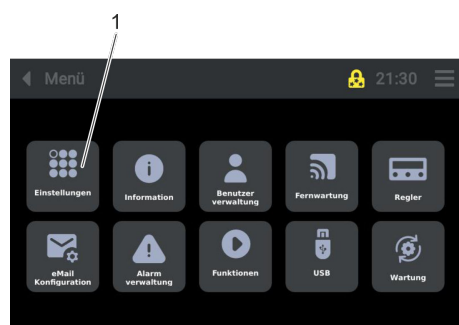 1
Menü
21:30
Einstellungen
Information
Benutzer
verwaltung
Fernwartung
Regler
eMail
Konfiguration
Alarm
verwaltung
Funktionen
USB
Wartung